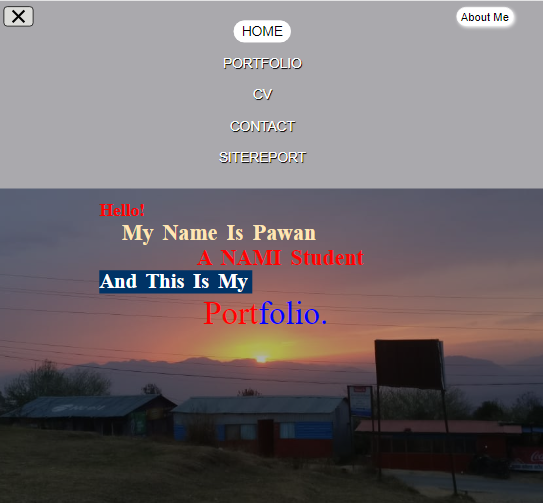 About Me
HOME
PORTFOLIO
CV
CONTACT
SITEREPORT
Hello!
My Name Is Pawan
A NAMI Student
And This Is My
Portfolio.